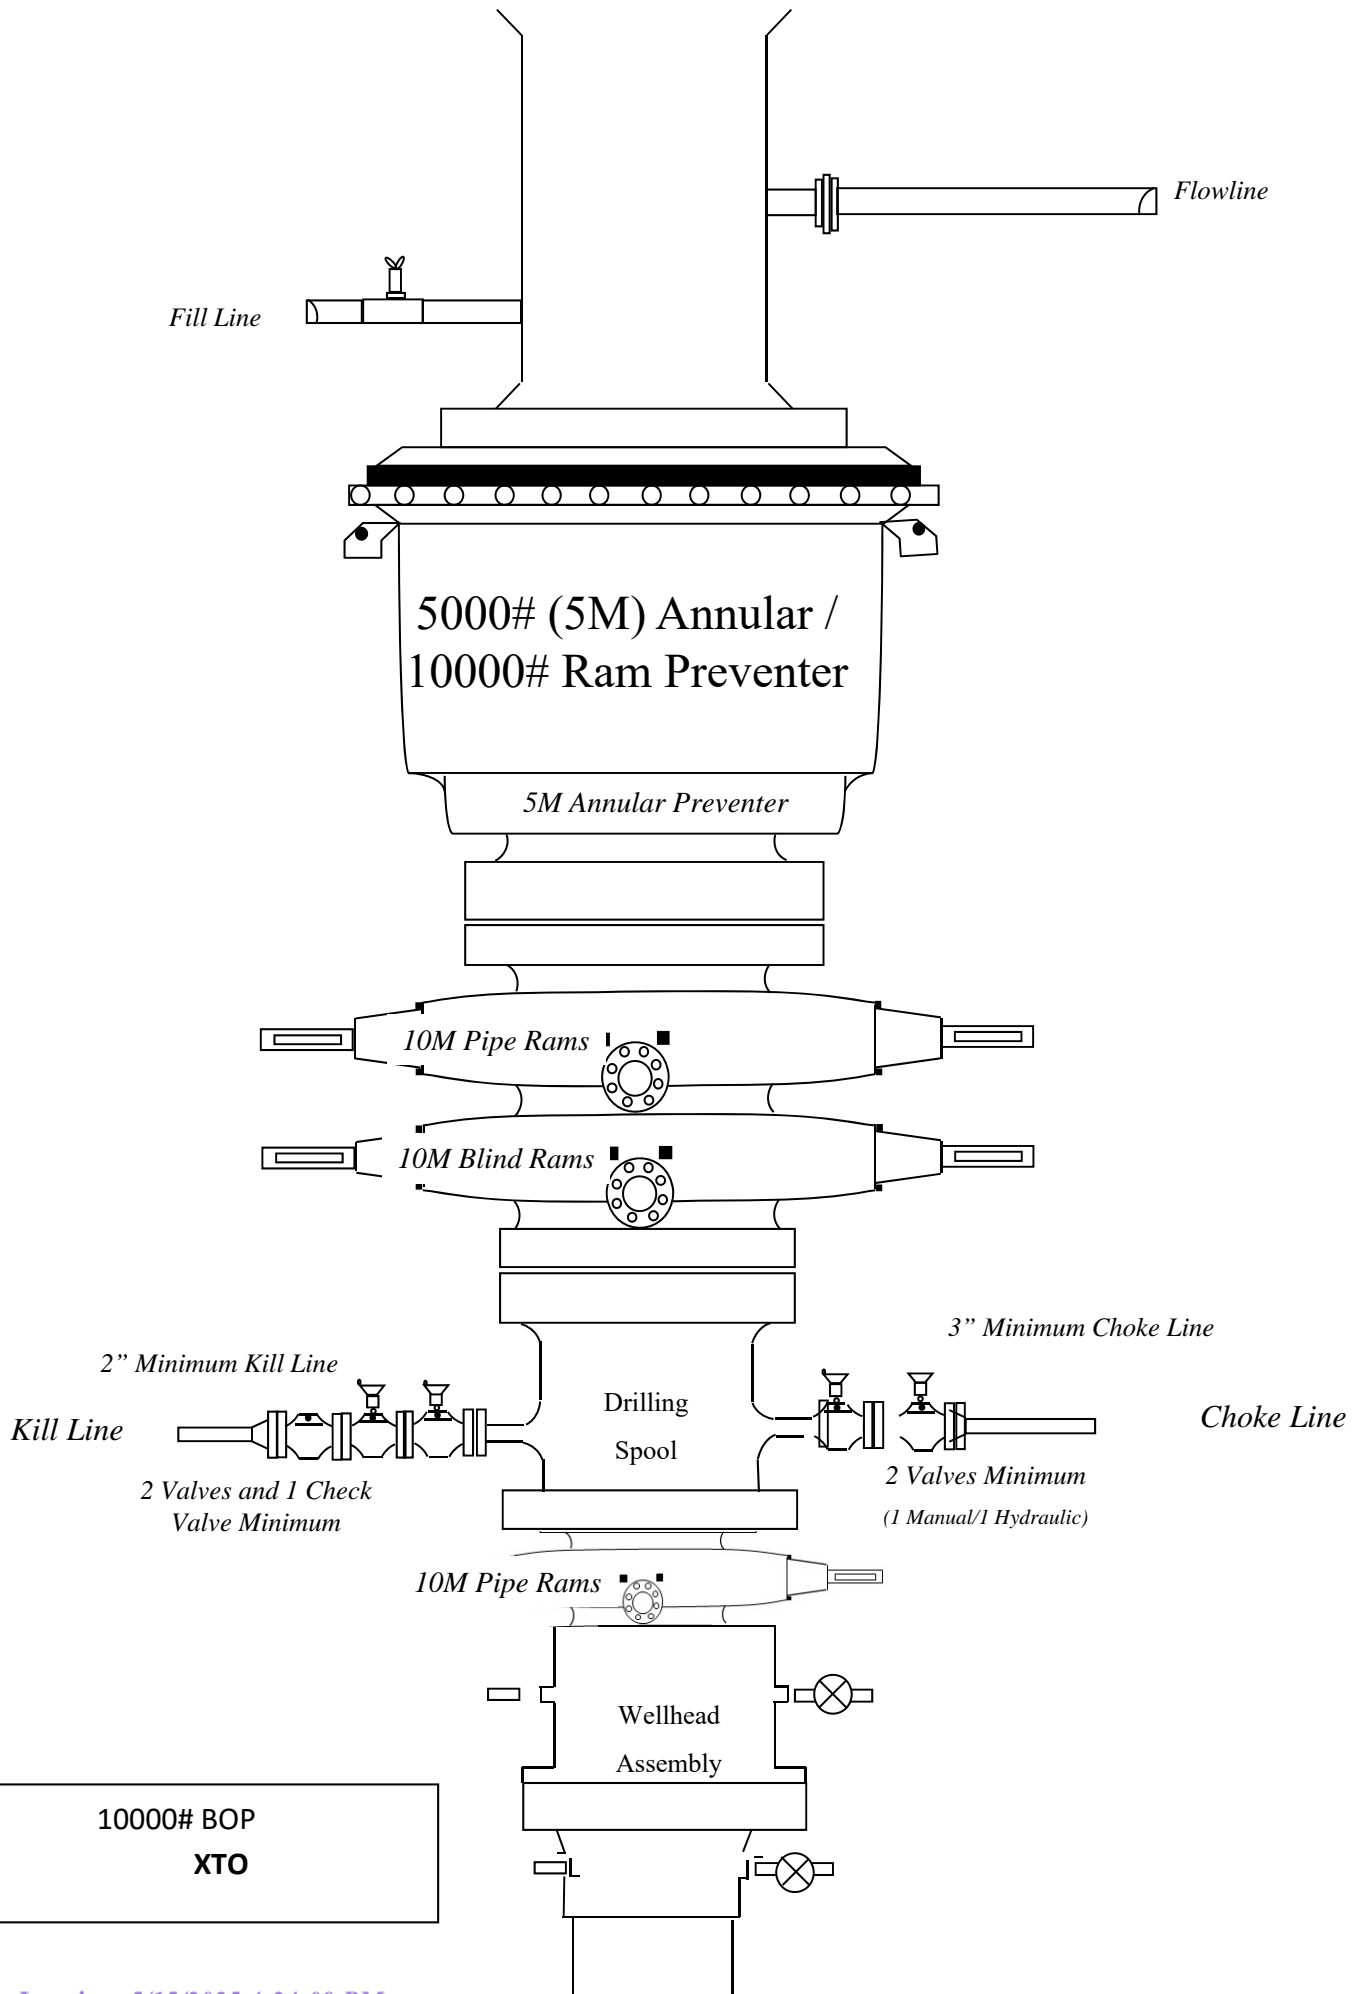 Flowline
Fill Line
5000# (5M) Annular /
10000# Ram Preventer
5M Annular Preventer
10M Pipe Rams
10M Blind Rams
3” Minimum Choke Line
2” Minimum Kill Line
Drilling
Spool
Kill Line
Choke Line
2 Valves and 1 Check
Valve Minimum
2 Valves Minimum
(1 Manual/1 Hydraulic)
10M Pipe Rams
Wellhead
Assembly
10000# BOP
XTO